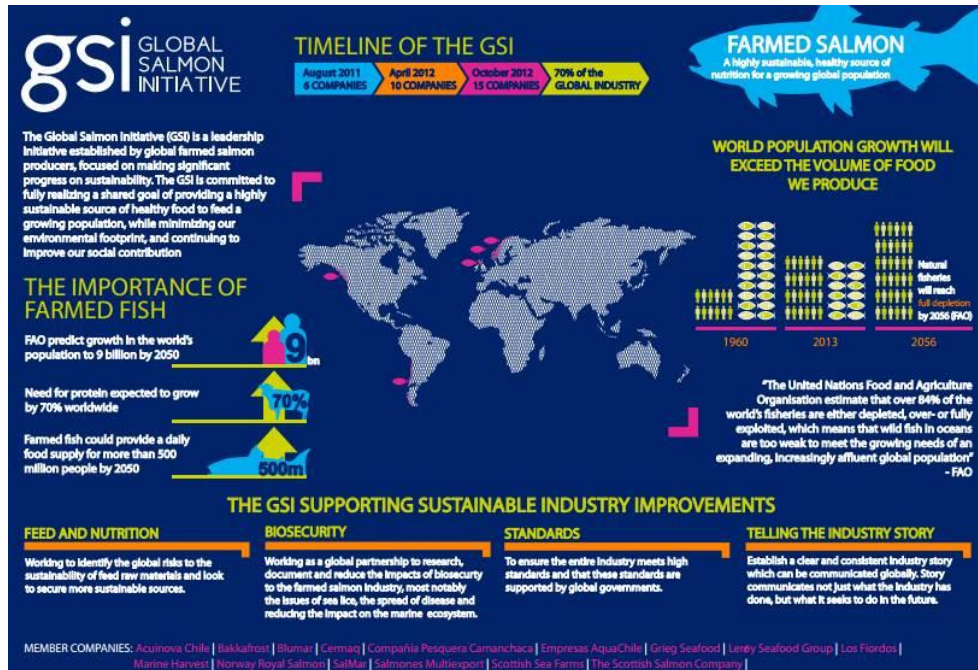 gsi
GLOBAL
SALMON
INITIATIVE
The Global Salmon Initiative (GSI) is a leadership
initiative established by global farmed salmon
producers, focused on making significant
progress on sustainability. The GSI is committed to
fully realizing a shared goal of providing a highly
sustainable source of healthy food to feed a
growing population, while minimizing our
environmental footprint, and continuing to
improve our social contribution
TIMELINE OF THE GSI
August 2011
6 COMPANIES
April 2012
10 COMPANIES
October 2012
15 COMPANIES
70% of the
GLOBAL INDUSTRY
FARMED SALMON
A highly sustainable, healthy source of
nutrition for a growing global population
WORLD POPULATION GROWTH WILL
EXCEED THE VOLUME OF FOOD
WE PRODUCE
Natural
fisheries
will reach
full depletion
by 2056 (FAO)
1960
2013
2056
"The United Nations Food and Agriculture
Organisation estimate that over 84% of the
world's fisheries are either depleted, over- or fully
exploited, which means that wild fish in oceans
are too weak to meet the growing needs of an
expanding, increasingly affluent global population"
- FAO
THE IMPORTANCE OF
FARMED FISH
FAO predict growth in the world's
population to 9 billion by 2050
9
bn
Need for protein expected to grow
by 70% worldwide
70%
Farmed fish could provide a daily
food supply for more than 500
million people by 2050
500m
THE GSI SUPPORTING SUSTAINABLE INDUSTRY IMPROVEMENTS
FEED AND NUTRITION
Working to identify the global risks to the
sustainability of feed raw materials and look
to secure more sustainable sources.
BIOSECURITY
Working as a global partnership to research,
document and reduce the impacts of biosecurty
to the farmed salmon industry, most notably
the issues of sea lice, the spread of disease and
reducing the impact on the marine ecosystem.
STANDARDS
To ensure the entire industry meets high
standards and that these standards are
supported by global governments.
TELLING THE INDUSTRY STORY
Establish a clear and consistent industry story
which can be communicated globally. Story
communicates not just what the industry has
done, but what it seeks to do in the future.
MEMBER COMPANIES: Acuinova Chile | Bakkafrost | Blumar | Cermaq | Compañia Pesquera Camanchaca | Empresas AquaChile | Grieg Seafood | Lerøy Seafood Group | Los Fiordos |
Marine Harvest | Norway Royal Salmon | SalMar | Salmones Multiexport | Scottish Sea Farms | The Scottish Salmon Company |